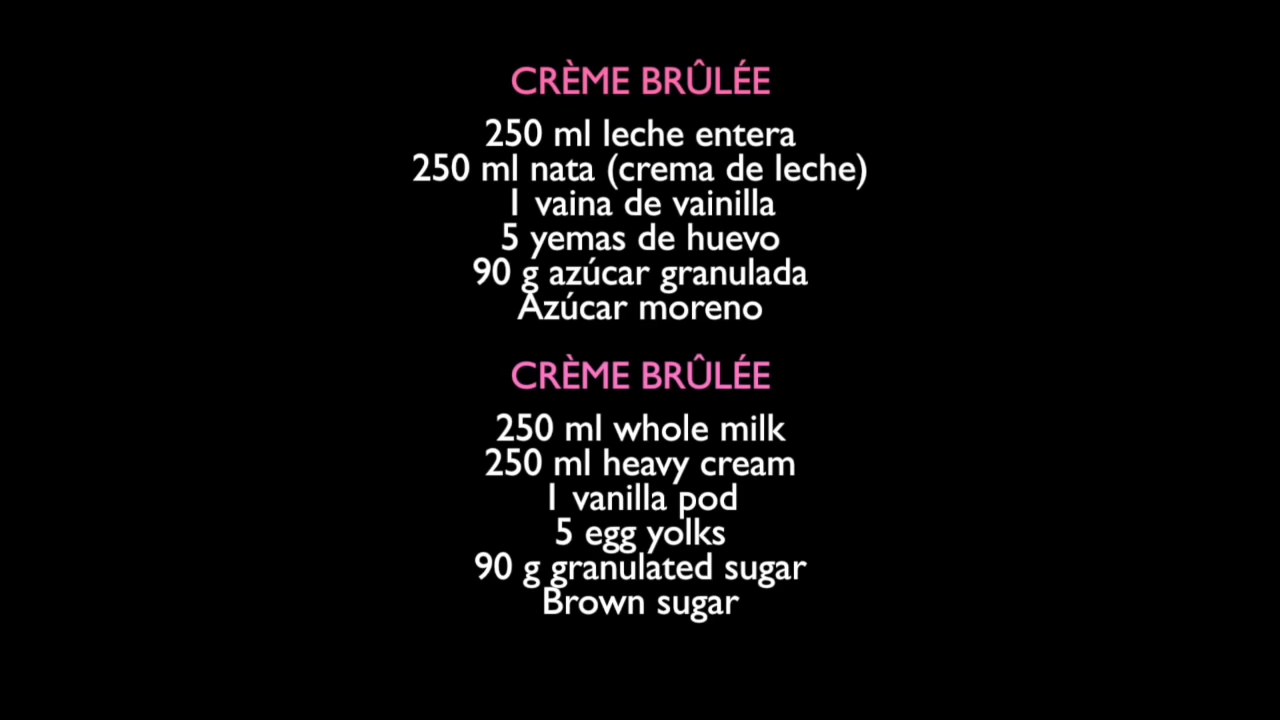 CRÈME BRÛLÉE
250 ml leche entera
250 ml nata (crema de leche)
1 vaina de vainilla
5 yemas de huevo
90 g azúcar granulada
Azúcar moreno
CRÈME BRÛLÉE
250 ml whole milk
250 ml heavy cream
1 vanilla pod
5 egg yolks
90 g granulated sugar
Brown sugar